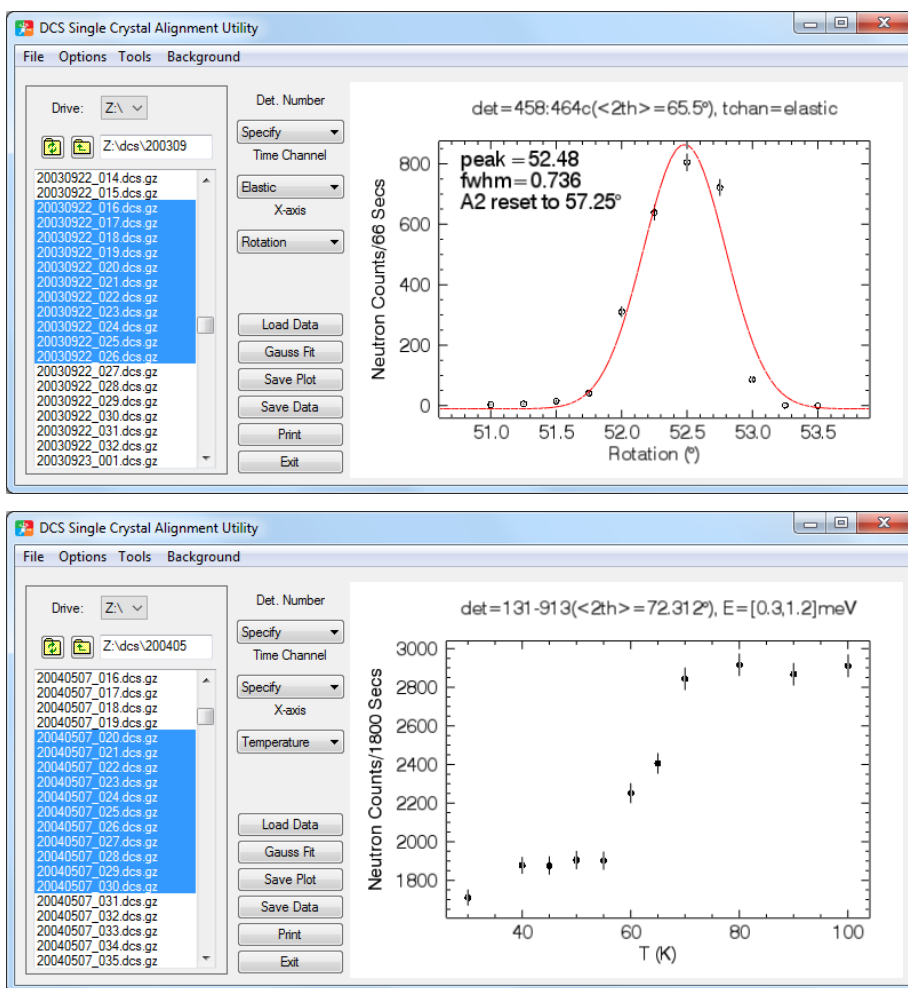 DCS Single Crystal Alignment Utility
File Options Tools Background
Drive: Z:\
Z:\dcs\200309
20030922_014.dcs.gz
20030922_015.dcs.gz
20030922_016.dcs.gz
20030922_017.dcs.gz
20030922_018.dcs.gz
20030922_019.dcs.gz
20030922_020.dcs.gz
20030922_021.dcs.gz
20030922_022.dcs.gz
20030922_023.dcs.gz
20030922_024.dcs.gz
20030922_025.dcs.gz
20030922_026.dcs.gz
20030922_027.dcs.gz
20030922_028.dcs.gz
20030922_029.dcs.gz
20030922_030.dcs.gz
20030922_031.dcs.gz
20030922_032.dcs.gz
20030923_001.dcs.gz
Det. Number
Specify
Time Channel
Elastic
X-axis
Rotation
Load Data
Gauss Fit
Save Plot
Save Data
Print
Exit
det=458:464c(<2th>=65.5°), tchan=elastic
peak = 52.48
fwhm = 0.736
A2 reset to 57.25°
Neutron Counts/66 Secs
800
600
400
200
0
51.0 51.5 52.0 52.5 53.0 53.5
Rotation (°)
DCS Single Crystal Alignment Utility
File Options Tools Background
Drive: Z:\
Z:\dcs\200405
20040507_016.dcs.gz
20040507_017.dcs.gz
20040507_018.dcs.gz
20040507_019.dcs.gz
20040507_020.dcs.gz
20040507_021.dcs.gz
20040507_022.dcs.gz
20040507_023.dcs.gz
20040507_024.dcs.gz
20040507_025.dcs.gz
20040507_026.dcs.gz
20040507_027.dcs.gz
20040507_028.dcs.gz
20040507_029.dcs.gz
20040507_030.dcs.gz
20040507_031.dcs.gz
20040507_032.dcs.gz
20040507_033.dcs.gz
20040507_034.dcs.gz
20040507_035.dcs.gz
Det. Number
Specify
Time Channel
Specify
X-axis
Temperature
Load Data
Gauss Fit
Save Plot
Save Data
Print
Exit
det=131-913(<2th>=72.312°), E=[0.3,1.2]meV
Neutron Counts/1800 Secs
3000
2800
2600
2400
2200
2000
1800
40 60 80 100
T (K)